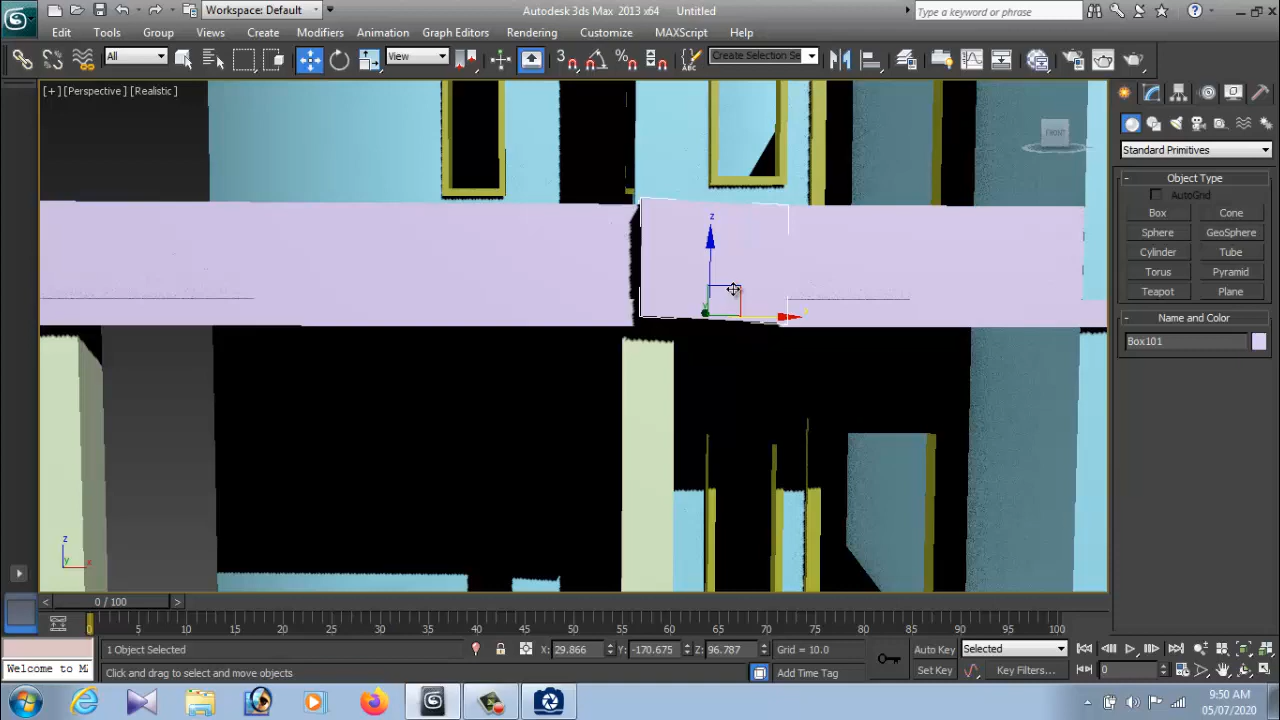 Workspace: Default
Autodesk 3ds Max 2013 x64 Untitled
Type a keyword or phrase
Edit Tools Group Views Create Modifiers Animation Graph Editors Rendering Customize MAXScript Help
All
View
3
Create Selection Se
[ + ] [Perspective ] [Realistic ]
FRONT
z
x
y
Standard Primitives
Object Type
AutoGrid
Box Cone
Sphere GeoSphere
Cylinder Tube
Torus Pyramid
Teapot Plane
Name and Color
Box101
z
y x
0 / 100
0 5 10 15 20 25 30 35 40 45 50 55 60 65 70 75 80 85 90 95 100
1 Object Selected X: 29.866 Y: -170.675 Z: 96.787 Grid = 10.0 Auto Key Selected
Welcome to M Click and drag to select and move objects Add Time Tag Set Key Key Filters... 0
9:50 AM
05/07/2020